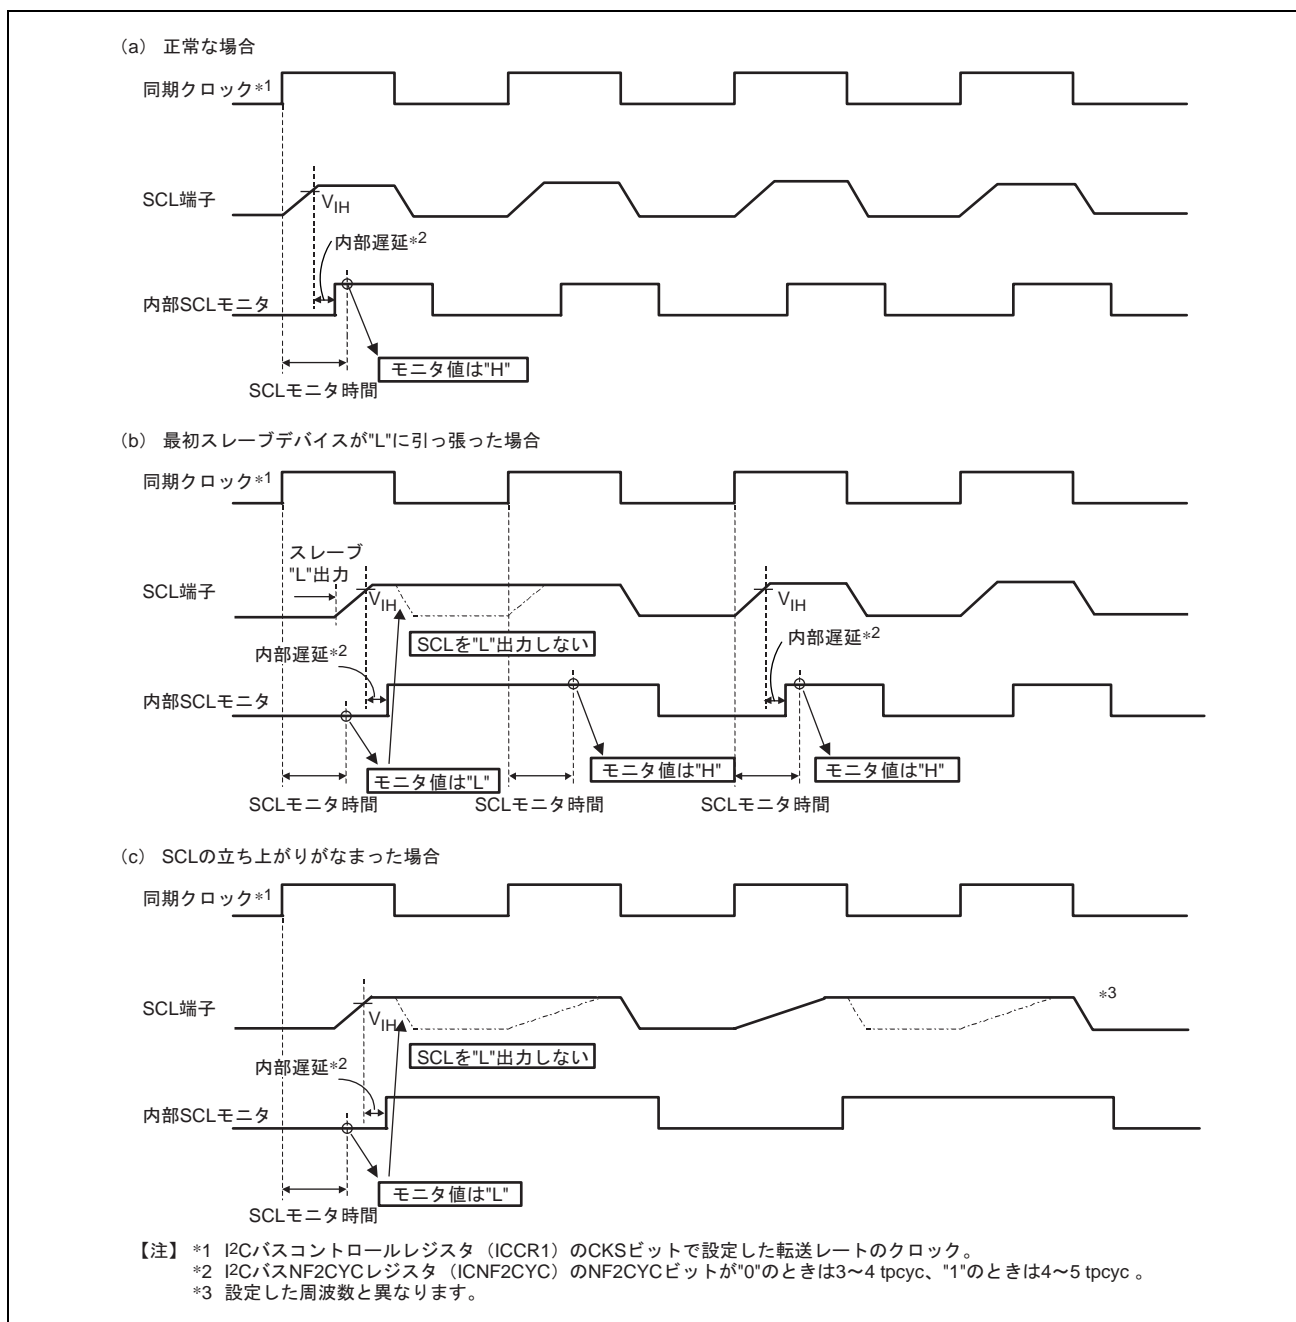 (a) 正常な場合
同期クロック*1
SCL端子
VIH
内部遅延*2
内部SCLモニタ
モニタ値は"H"
SCLモニタ時間
(b) 最初スレーブデバイスが"L"に引っ張った場合
同期クロック*1
スレーブ
"L"出力
SCL端子
VIH
VIH
SCLを"L"出力しない
内部遅延*2
内部遅延*2
内部SCLモニタ
モニタ値は"L"
モニタ値は"H"
モニタ値は"H"
SCLモニタ時間
SCLモニタ時間
SCLモニタ時間
(c) SCLの立ち上がりがなまった場合
同期クロック*1
SCL端子
*3
VIH
SCLを"L"出力しない
内部遅延*2
内部SCLモニタ
モニタ値は"L"
SCLモニタ時間
【注】 *1 I2Cバスコントロールレジスタ（ICCR1）のCKSビットで設定した転送レートのクロック。
*2 I2CバスNF2CYCレジスタ（ICNF2CYC）のNF2CYCビットが"0"のときは3～4 tpcyc、"1"のときは4～5 tpcyc 。
*3 設定した周波数と異なります。